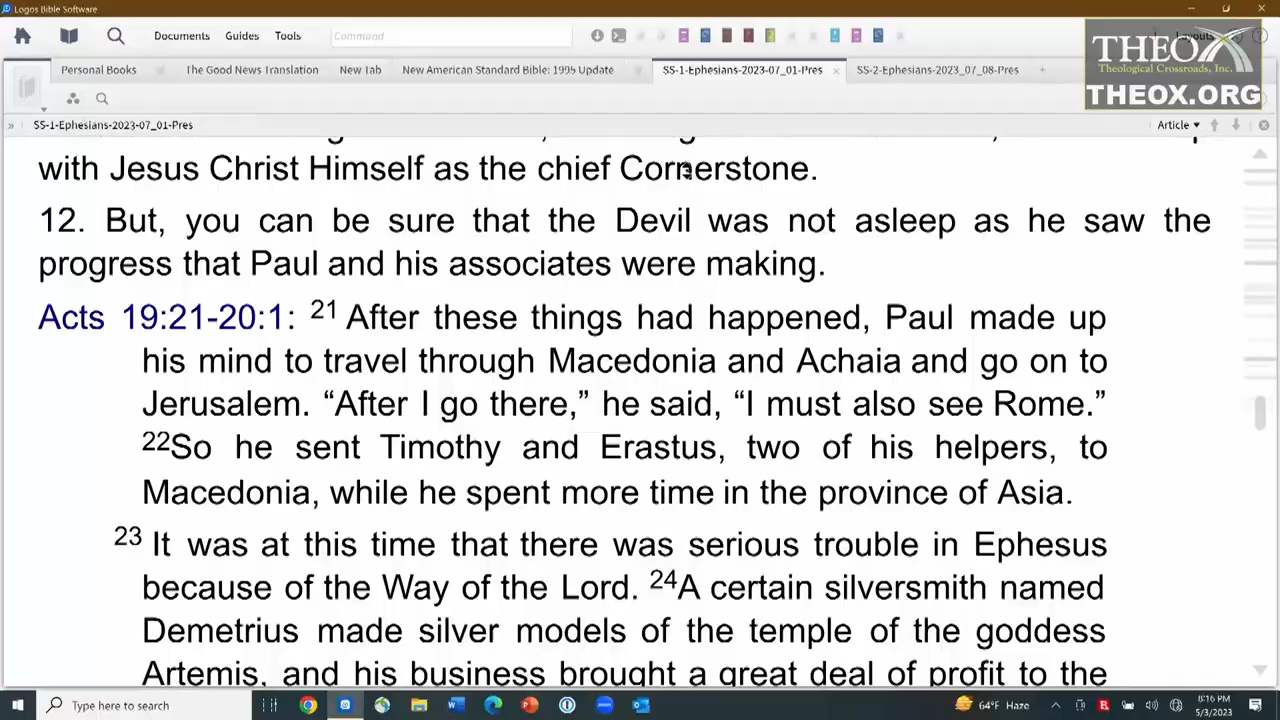 Logos Bible Software
Documents Guides Tools Command
THEOX
Theological Crossroads, Inc.
THEOX.ORG
Personal Books The Good News Translation New Tab SS-1-Ephesians-2023-07_01-Pres SS-2-Ephesians-2023_07_08-Pres
SS-1-Ephesians-2023-07_01-Pres Article
with Jesus Christ Himself as the chief Cornerstone.
12. But, you can be sure that the Devil was not asleep as he saw the
progress that Paul and his associates were making.
Acts 19:21-20:1: 21 After these things had happened, Paul made up
his mind to travel through Macedonia and Achaia and go on to
Jerusalem. “After I go there,” he said, “I must also see Rome.”
22So he sent Timothy and Erastus, two of his helpers, to
Macedonia, while he spent more time in the province of Asia.
23 It was at this time that there was serious trouble in Ephesus
because of the Way of the Lord. 24A certain silversmith named
Demetrius made silver models of the temple of the goddess
Artemis, and his business brought a great deal of profit to the
Type here to search
64°F Haze
8:16 PM
5/3/2023